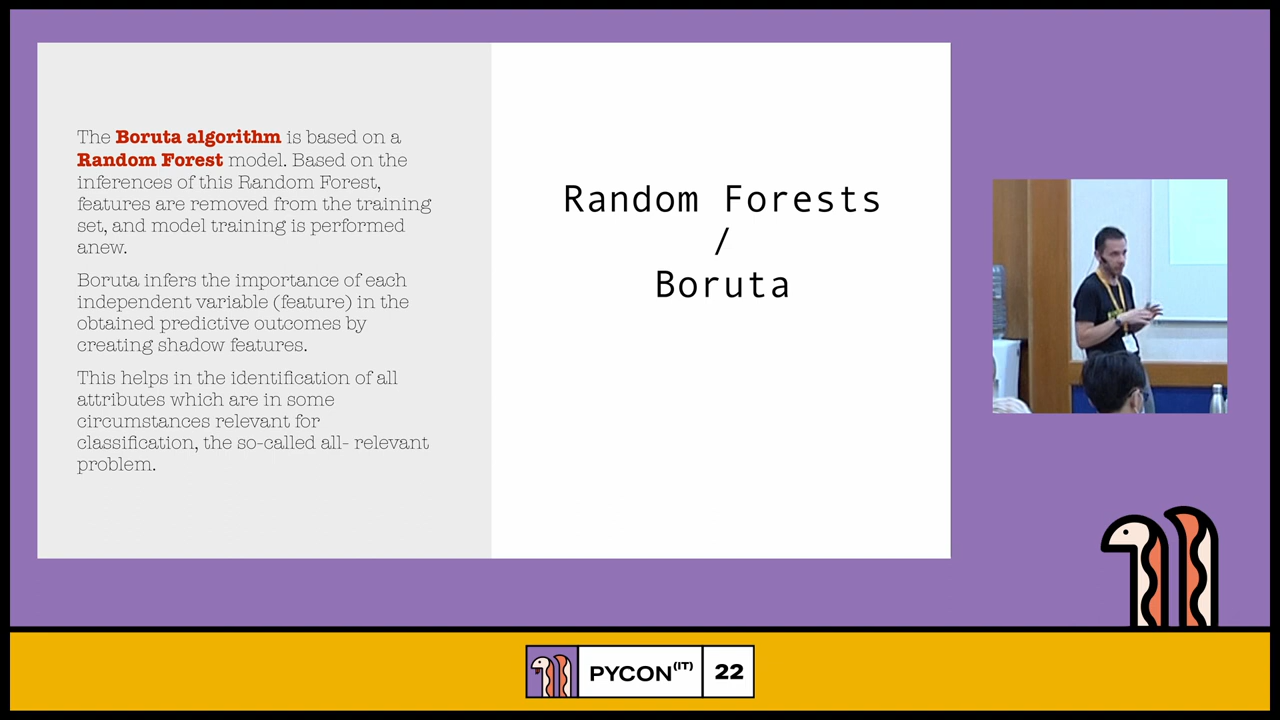 The Boruta algorithm is based on a
Random Forest model. Based on the
inferences of this Random Forest,
features are removed from the training
set, and model training is performed
anew.
Boruta infers the importance of each
independent variable (feature) in the
obtained predictive outcomes by
creating shadow features.
This helps in the identification of all
attributes which are in some
circumstances relevant for
classification, the so-called all- relevant
problem.
Random Forests
/
Boruta
PYCON(IT) 22